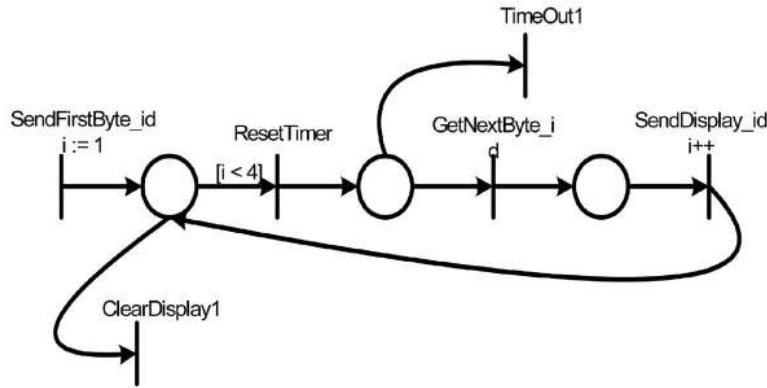 TimeOut1
SendFirstByte_id
i := 1
ResetTimer
GetNextByte_i
d
SendDisplay_id
i++
[i < 4]
ClearDisplay1